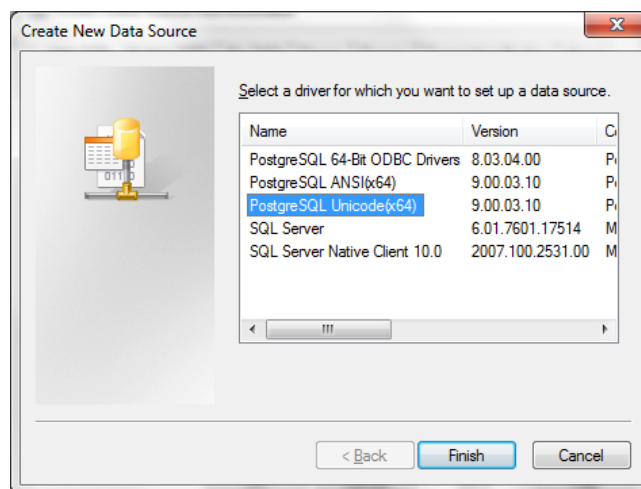 Create New Data Source
Select a driver for which you want to set up a data source.
Name Version
PostgreSQL 64-Bit ODBC Drivers 8.03.04.00
PostgreSQL ANSI(x64) 9.00.03.10
PostgreSQL Unicode(x64) 9.00.03.10
SQL Server 6.01.7601.17514 M
SQL Server Native Client 10.0 2007.100.2531.00 M
< Back Finish Cancel